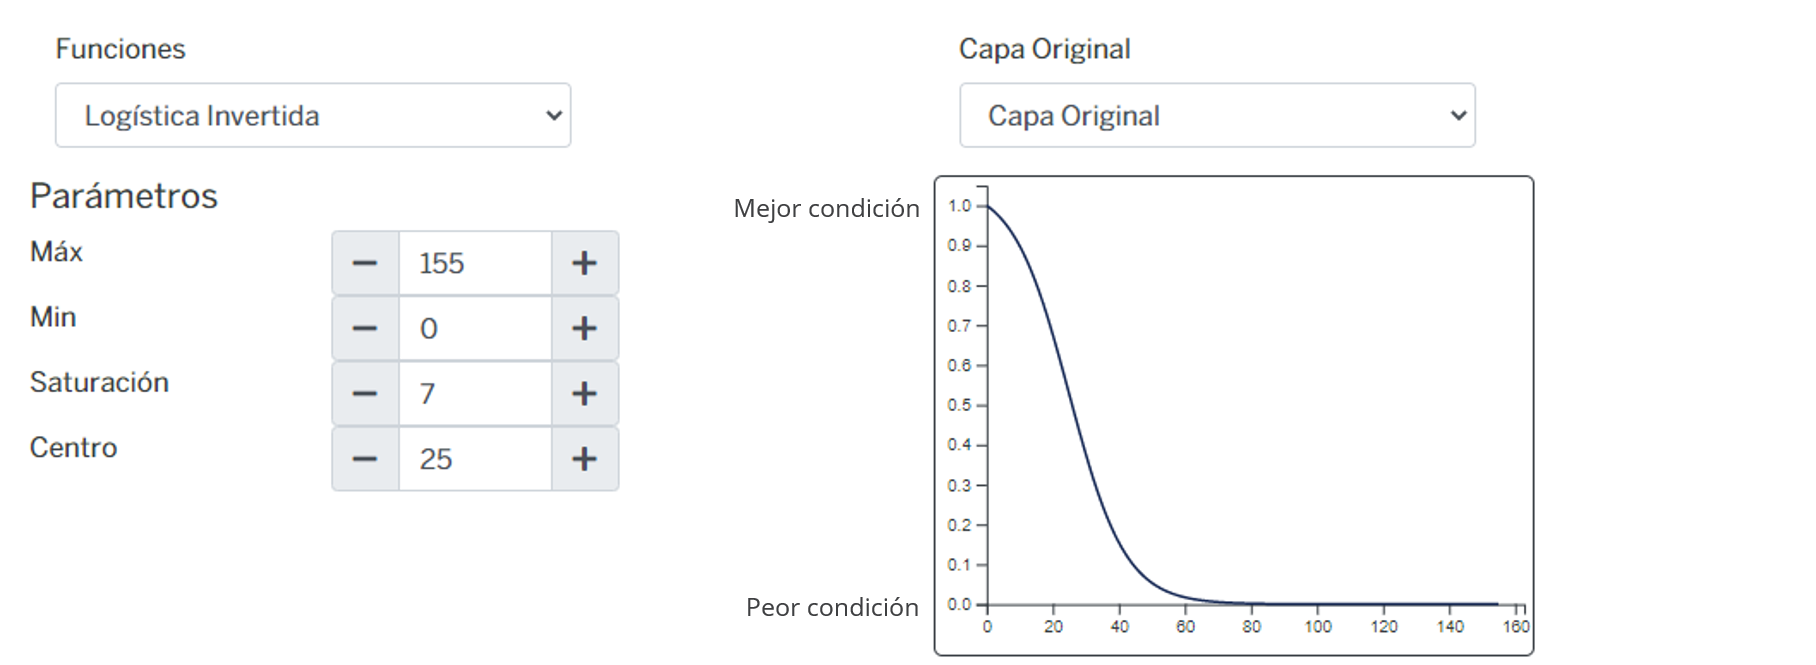 Funciones
Logística Invertida
Parámetros
Máx
− 155 +
Min
− 0 +
Saturación
− 7 +
Centro
− 25 +
Capa Original
Capa Original
Mejor condición
Peor condición
1.0
0.9
0.8
0.7
0.6
0.5
0.4
0.3
0.2
0.1
0.0
0 20 40 60 80 100 120 140 160